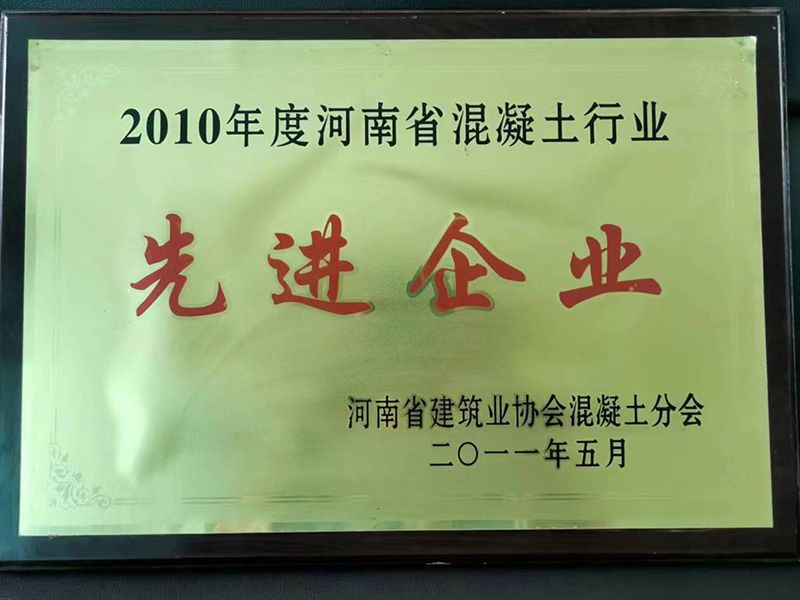 2010年度河南省混凝土行业
先进企业
河南省建筑业协会混凝土分会
二〇一一年五月